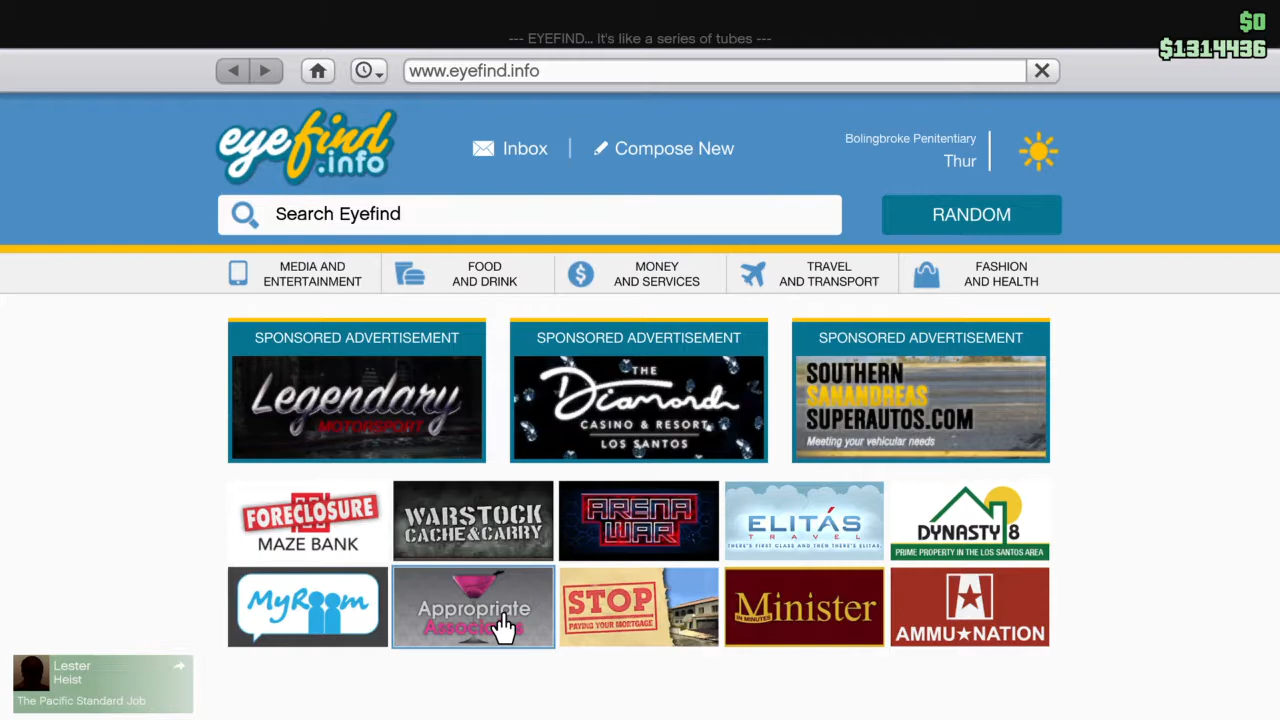 $0
$1314436
--- EYEFIND... It's like a series of tubes ---
www.eyefind.info
eyefind
.info
Inbox
Compose New
Bolingbroke Penitentiary
Thur
Search Eyefind
RANDOM
MEDIA AND
ENTERTAINMENT
FOOD
AND DRINK
MONEY
AND SERVICES
TRAVEL
AND TRANSPORT
FASHION
AND HEALTH
SPONSORED ADVERTISEMENT
Legendary
MOTORSPORT
SPONSORED ADVERTISEMENT
THE
Diamond
CASINO & RESORT
LOS SANTOS
SPONSORED ADVERTISEMENT
SOUTHERN
SANANDREAS
SUPERAUTOS.COM
Meeting your vehicular needs
FORECLOSURE
MAZE BANK
WARSTOCK
CACHE&CARRY
ARENA
WAR
ELITÁS
TRAVEL
THERE'S FIRST CLASS AND THEN THERE'S ELITAS.
DYNASTY 8
PRIME PROPERTY IN THE LOS SANTOS AREA
MyRoom
Appropriate
Associates
STOP
PAYING YOUR MORTGAGE
Minister
IN MINUTES
AMMU★NATION
Lester
Heist
The Pacific Standard Job